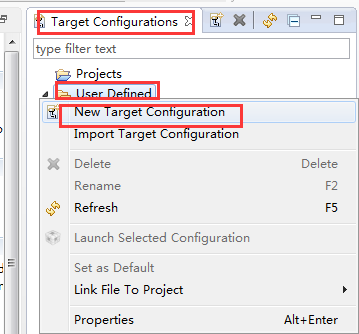 Target Configurations
type filter text
Projects
User Defined
New Target Configuration
Import Target Configuration
Delete Delete
Rename F2
Refresh F5
Launch Selected Configuration
Set as Default
Link File To Project
Properties Alt+Enter